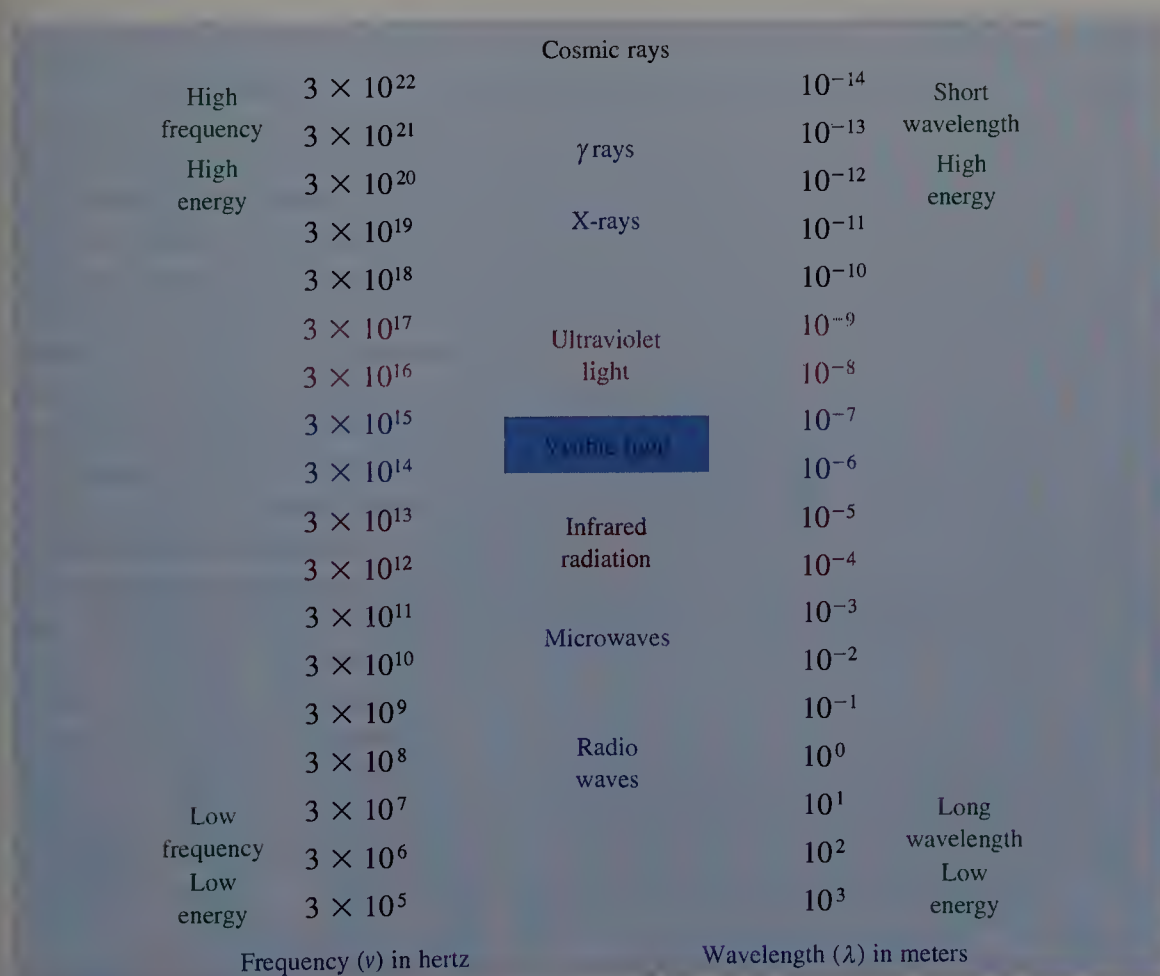 Cosmic rays
High frequency 3 × 10²² 10⁻¹⁴ Short wavelength
3 × 10²¹ γ rays 10⁻¹³
High energy 3 × 10²⁰ 10⁻¹² High energy
3 × 10¹⁹ X-rays 10⁻¹¹
3 × 10¹⁸ 10⁻¹⁰
3 × 10¹⁷ Ultraviolet 10⁻⁹
3 × 10¹⁶ light 10⁻⁸
3 × 10¹⁵ 10⁻⁷
3 × 10¹⁴ 10⁻⁶
3 × 10¹³ Infrared 10⁻⁵
3 × 10¹² radiation 10⁻⁴
3 × 10¹¹ 10⁻³
Microwaves
3 × 10¹⁰ 10⁻²
3 × 10⁹ 10⁻¹
3 × 10⁸ Radio 10⁰
waves
Low frequency 3 × 10⁷ 10¹ Long wavelength
3 × 10⁶ 10²
Low energy 3 × 10⁵ 10³ Low energy
Frequency (ν) in hertz Wavelength (λ) in meters